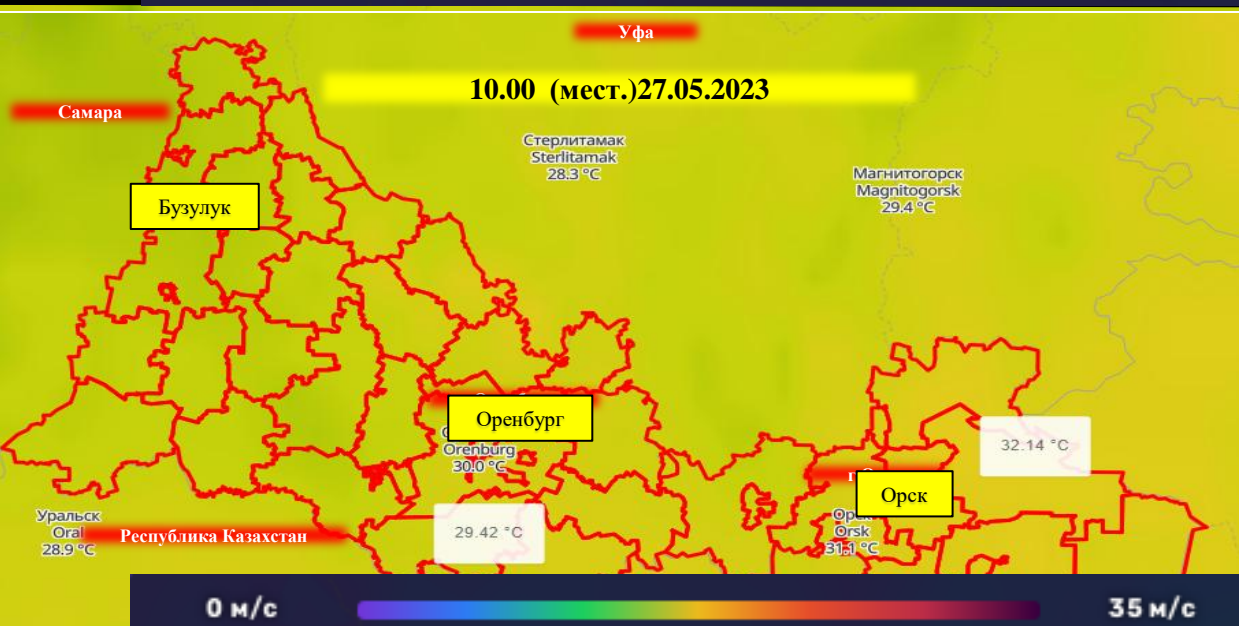 Уфа
10.00 (мест.)27.05.2023
Самара
Стерлитамак
Sterlitamak
28.3 °C
Магнитогорск
Magnitogorsk
29.4 °C
Бузулук
Оренбург
Orenburg
30.0 °C
32.14 °C
Орск
Орск
Orsk
31.1 °C
Уральск
Oral
28.9 °C
Республика Казахстан
29.42 °C
0 м/с
35 м/с